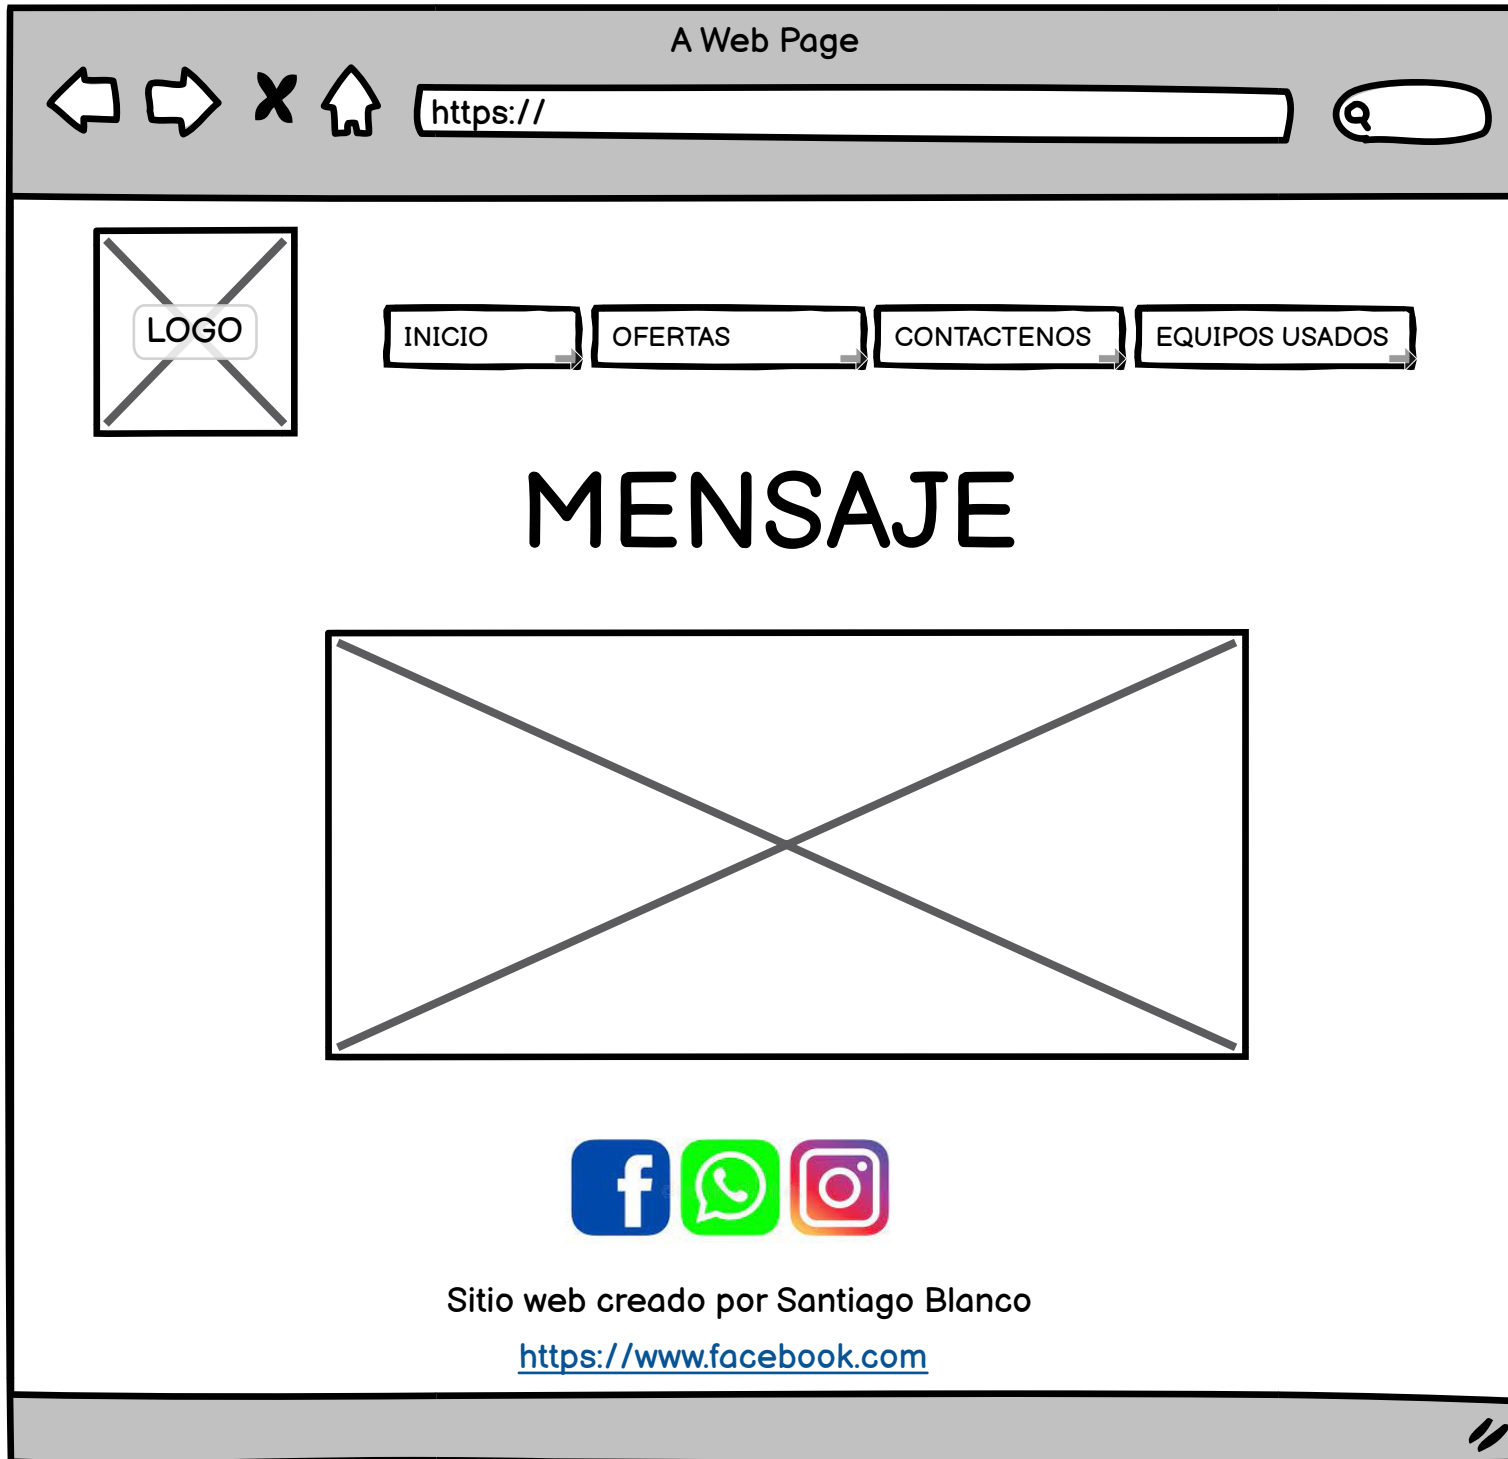 A Web Page
https://
LOGO
INICIO
OFERTAS
CONTACTENOS
EQUIPOS USADOS
MENSAJE
Sitio web creado por Santiago Blanco
https://www.facebook.com